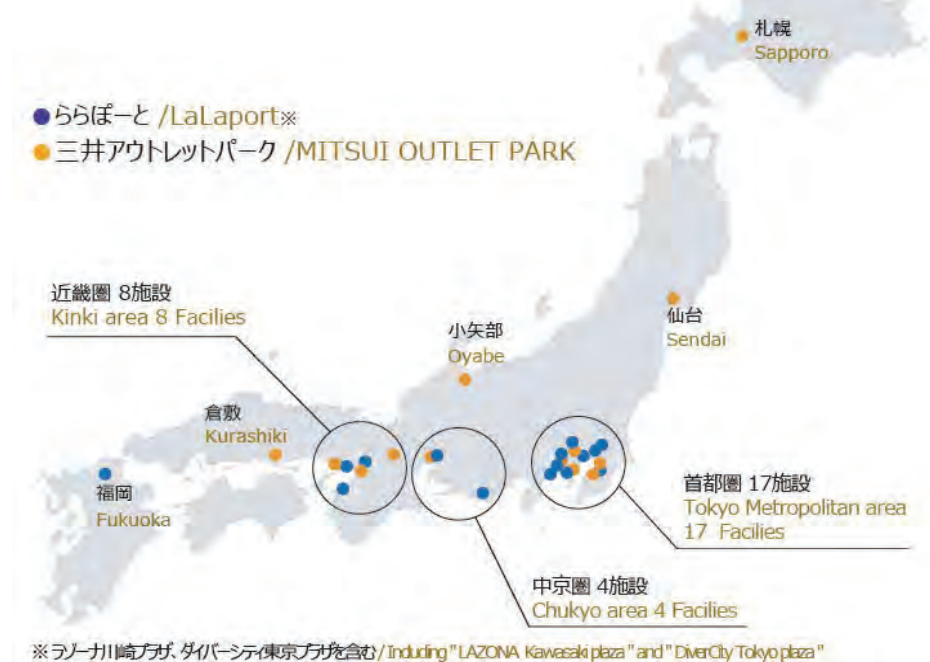 札幌
Sapporo
ららぽーと /LaLaport※
三井アウトレットパーク /MITSUI OUTLET PARK
近畿圏 8施設
Kinki area 8 Facilies
仙台
Sendai
小矢部
Oyabe
倉敷
Kurashiki
福岡
Fukuoka
首都圏 17施設
Tokyo Metropolitan area
17 Facilies
中京圏 4施設
Chukyo area 4 Facilies
※ラゾーナ川崎プラザ、ダイバーシティ東京プラザを含む/Including "LAZONA Kawasaki plaza" and "DiverCity Tokyo plaza"